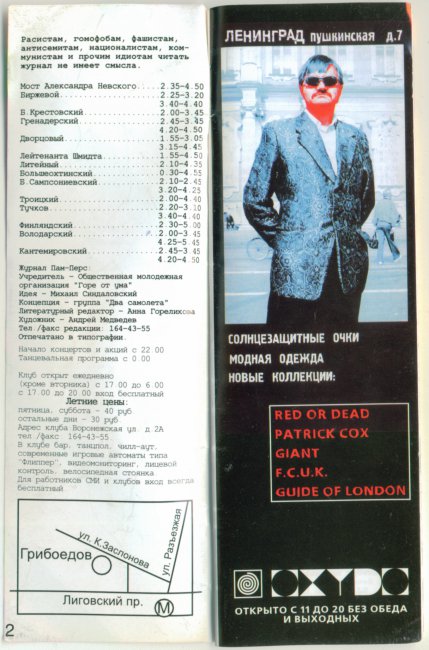 Расистам, гомофобам, фашистам,
антисемитам, националистам, ком-
мунистам и прочим идиотам читать
журнал не имеет смысла.
Мост Александра Невского...2.35-4.50
Биржевой...2.25-3.20
3.40-4.40
Б Крестовский...2.00-3.45
Гренадерский...2.45-3.45
4.20-4.50
Дворцовый...1.55-3.05
3.15-4.45
Лейтенанта Шмидта...1.55-4.50
Литейный...2.10-4.35
Большеохтинский...0.30-4.55
Б.Сампсониевский...2.10-2.45
3.20-4.25
Троицкий...2.00-4.40
Тучков...2.20-3.10
3.40-4.40
Финляндский...2.30-5.00
Володарский...2.00-3.45
4.25-5.45
Кантемировский...2.45-3.45
4.20-4.50
Журнал Пам-Перс:
Учредитель - Общественная молодежная
организация "Горе от ума"
Идея - Михаил Синдаловский
Концепция - группа "Два самолета"
Литературный редактор - Анна Гореликова
Художник - Андрей Медведев
Тел /факс редакции: 164-43-55
Отпечатано в типографии
Начало концертов и акций с 22 00
Танцевальная программа с 0.00
Клуб открыт ежедневно
(кроме вторника) с 17.00 до 6 00
с 17.00 до 20 00 вход бесплатный
Летние цены:
пятница, суббота - 40 руб
остальные дни - 30 руб.
Адрес клуба Воронежская ул. д 2А
тел /факс 164-43-55
В клубе бар, танцпол, чилл-аут,
современные игровые автоматы типа
"Флиппер", видеомониторинг, лицевой
контроль, велосипедная стоянка
Для работников СМИ и клубов вход всегда
бесплатный
Грибоедов
ул. К.Заслонова
ул. Разъезжая
Лиговский пр.
М
2
ЛЕНИНГРАД пушкинская д.7
СОЛНЦЕЗАЩИТНЫЕ ОЧКИ
МОДНАЯ ОДЕЖДА
НОВЫЕ КОЛЛЕКЦИИ:
RED OR DEAD
PATRICK COX
GIANT
F.C.U.K.
GUIDE OF LONDON
OXYDO
ОТКРЫТО С 11 ДО 20 БЕЗ ОБЕДА
И ВЫХОДНЫХ